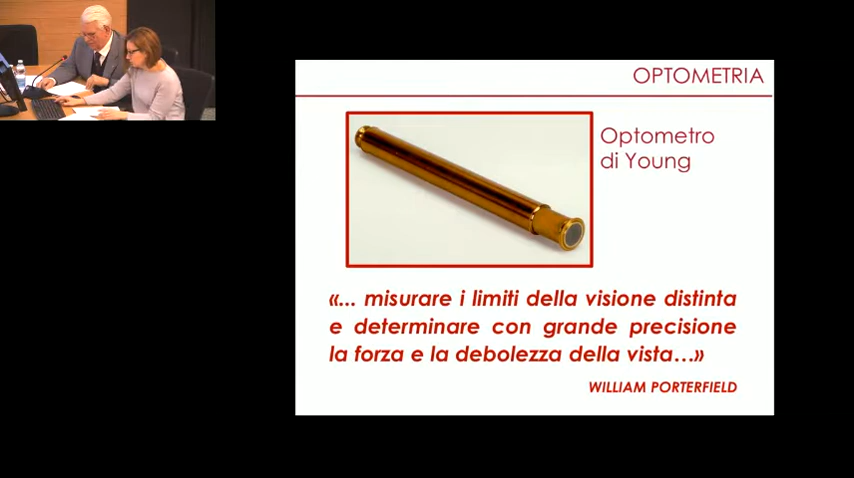 OPTOMETRIA
Optometro
di Young
«... misurare i limiti della visione distinta
e determinare con grande precisione
la forza e la debolezza della vista...»
WILLIAM PORTERFIELD